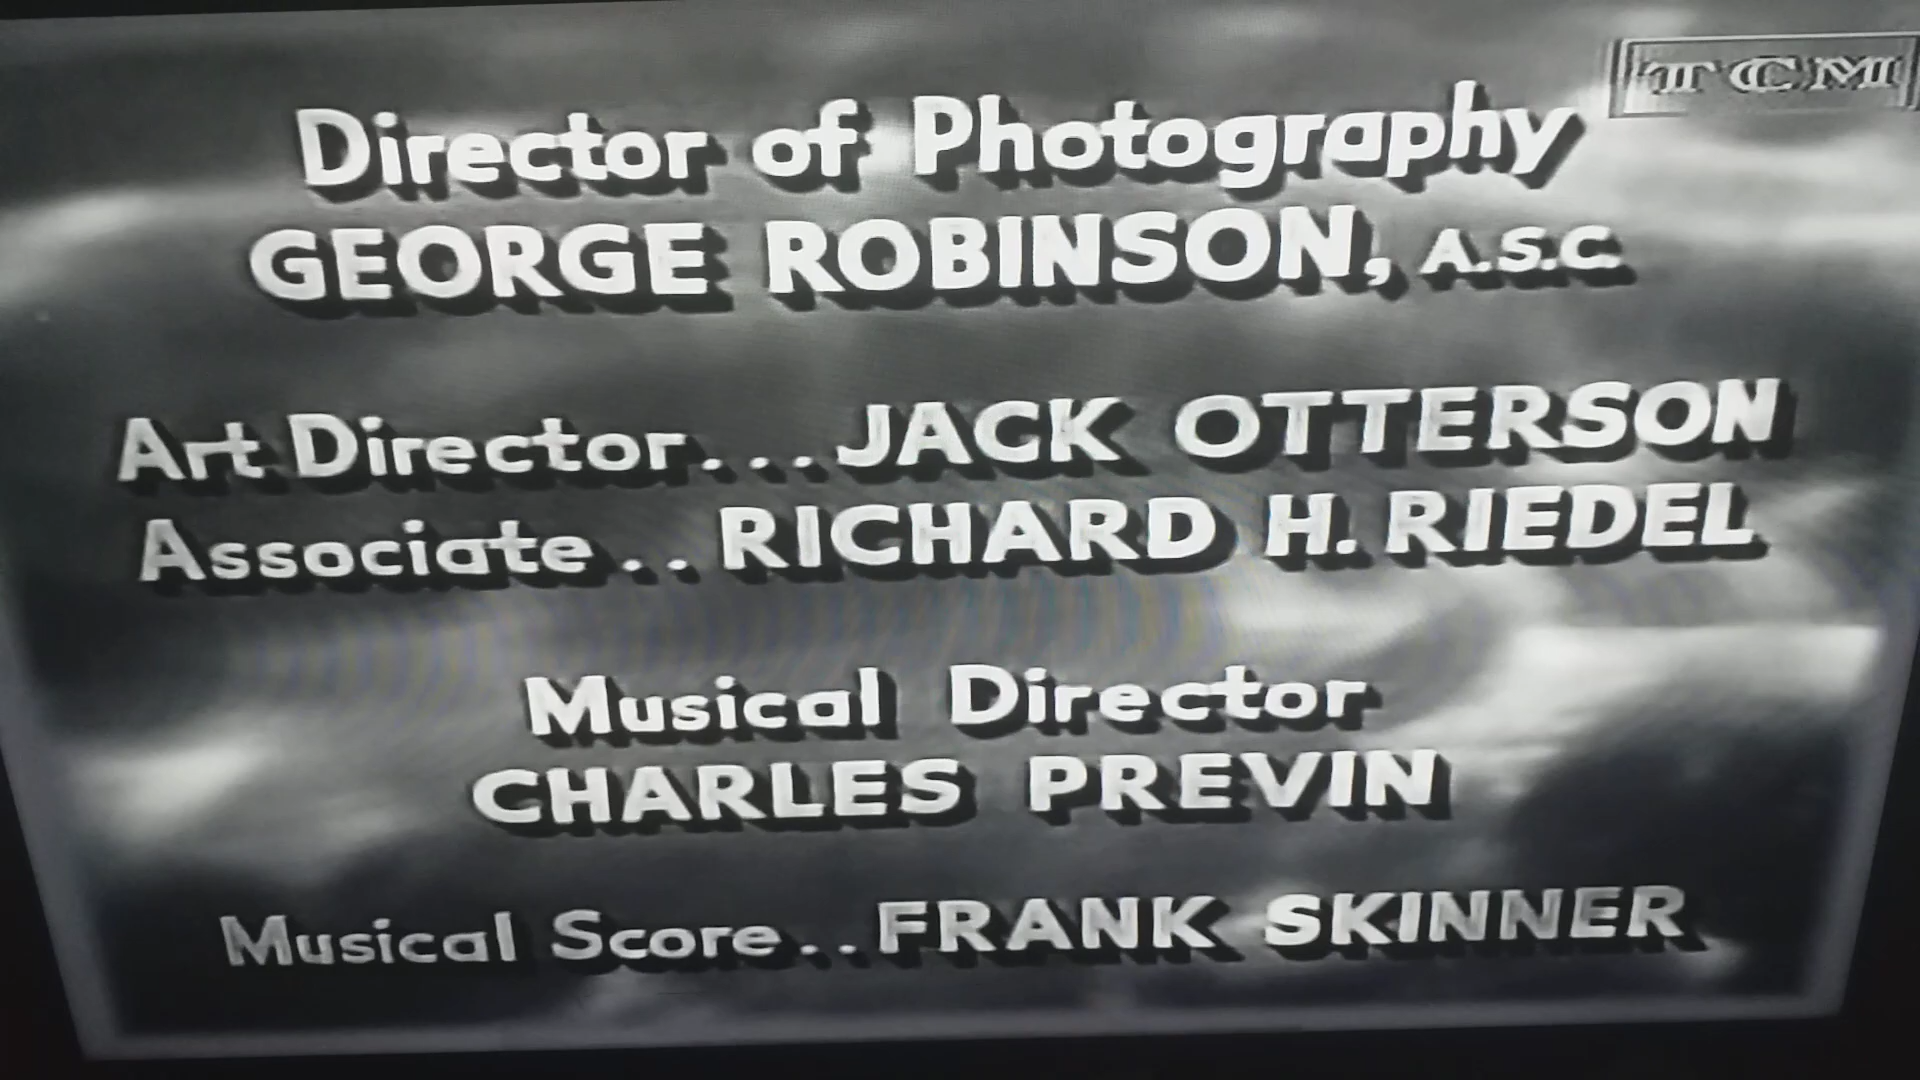 TCM
Director of Photography
GEORGE ROBINSON, A.S.C.
Art Director...JACK OTTERSON
Associate..RICHARD H. RIEDEL
Musical Director
CHARLES PREVIN
Musical Score..FRANK SKINNER